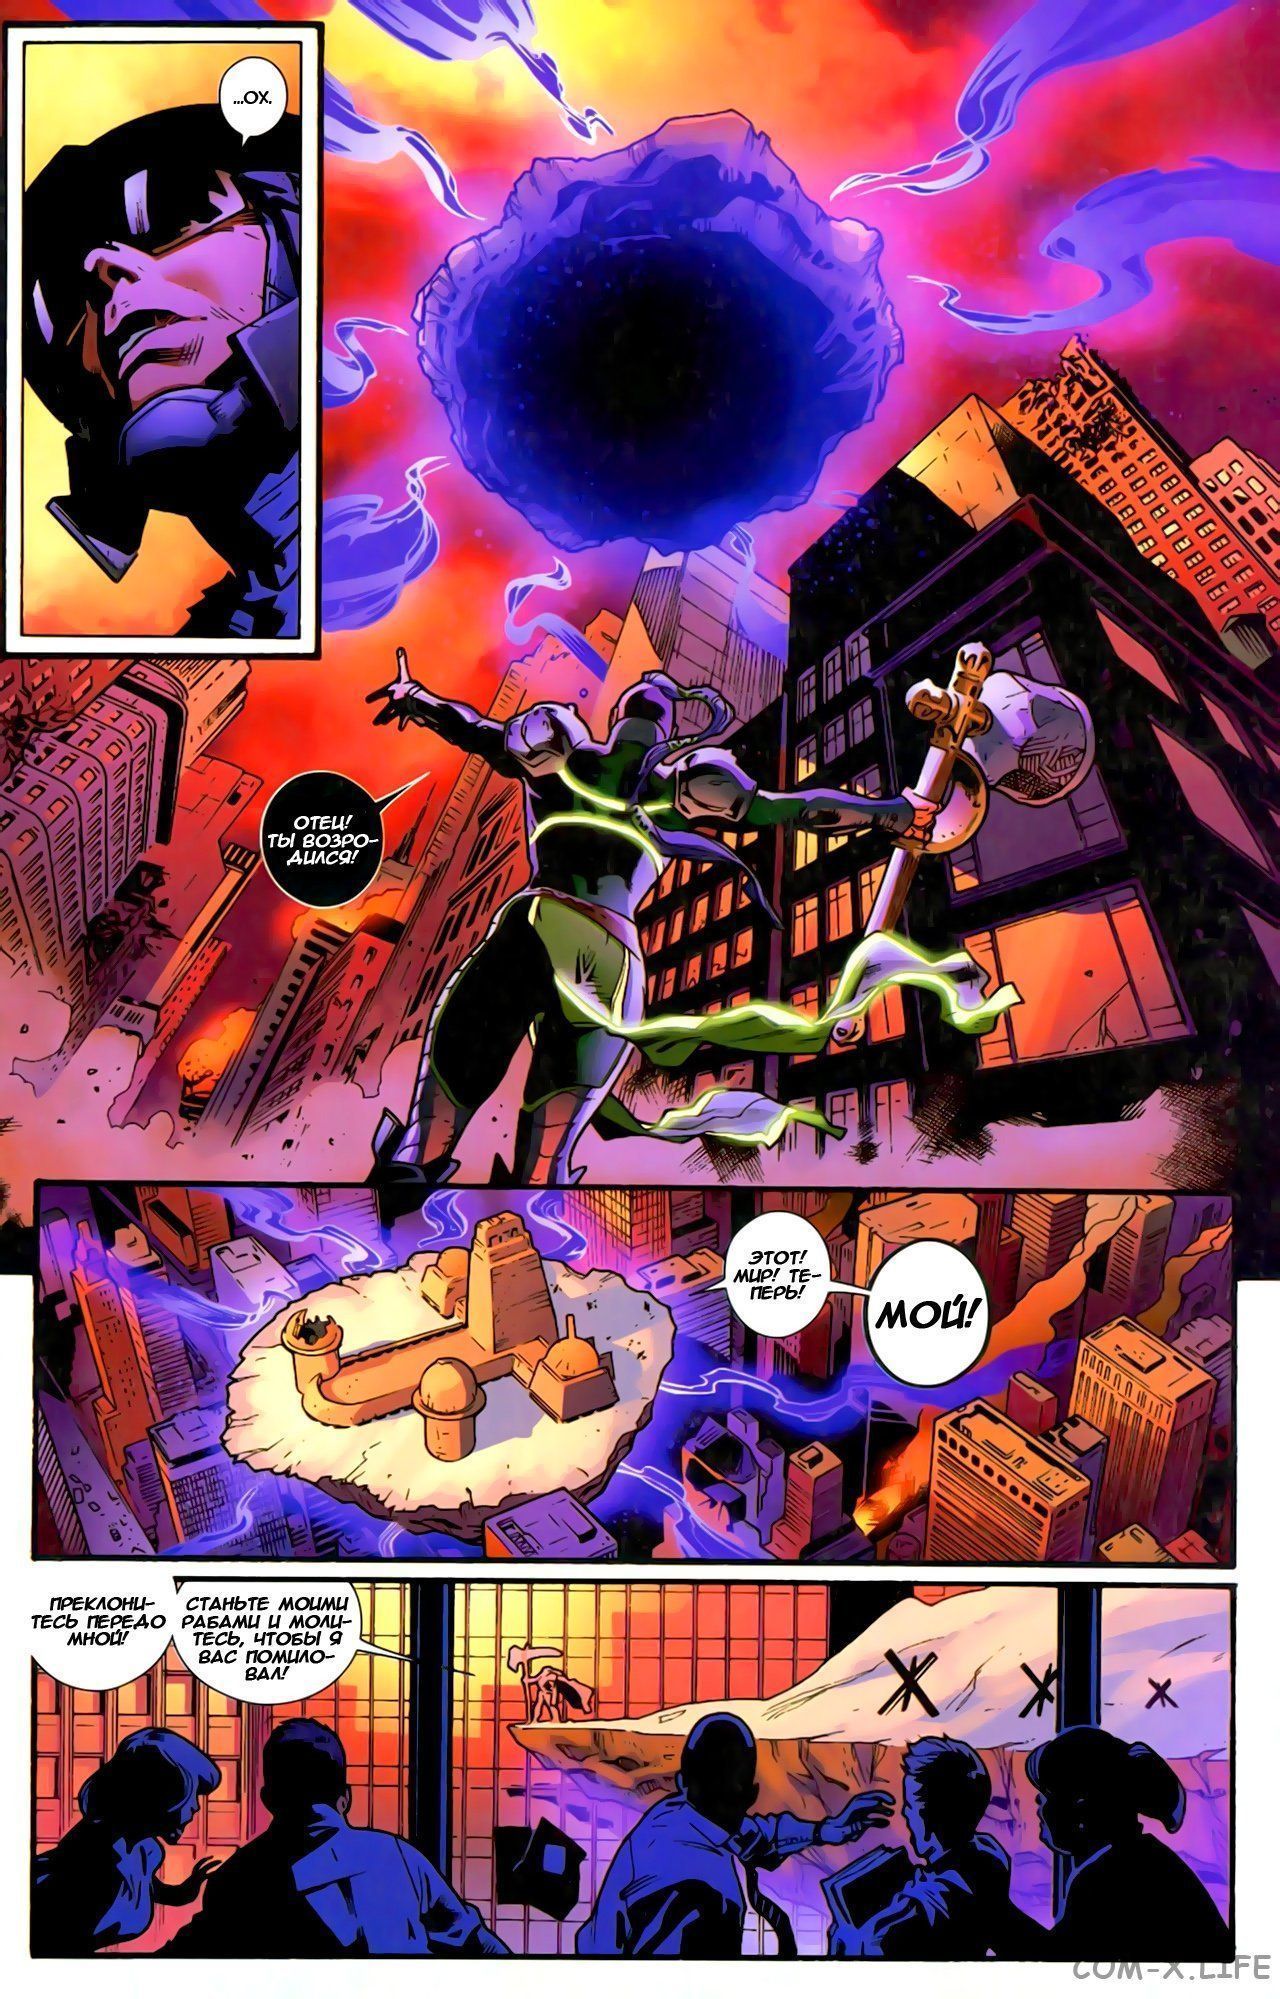 ...ОХ.
ОТЕЦ!
ТЫ ВОЗРО-
ДИЛСЯ!
ЭТОТ!
МИР! ТЕ-
ПЕРЬ!
МОЙ!
ПРЕКЛОНИ-
ТЕСЬ ПЕРЕДО
МНОЙ!
СТАНЬТЕ МОИМИ
РАБАМИ И МОЛИ-
ТЕСЬ, ЧТОБЫ Я
ВАС ПОМИЛО-
ВАЛ!
COM-X.LIFE